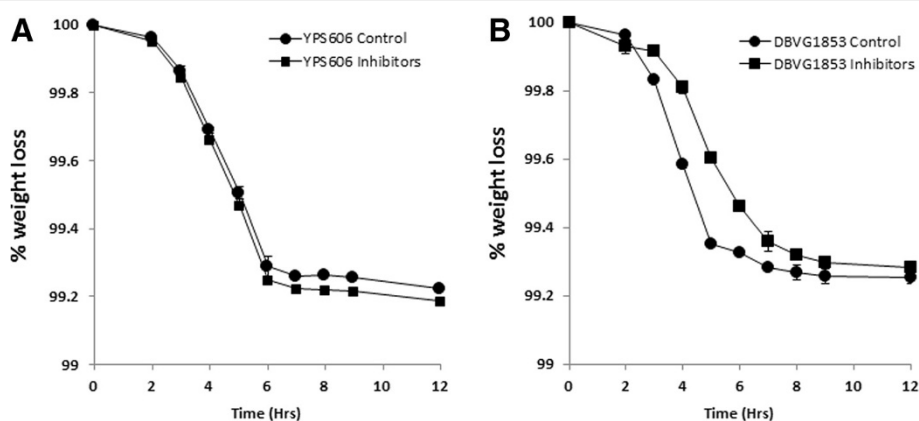 A
YPS606 Control
YPS606 Inhibitors
% weight loss
100
99.8
99.6
99.4
99.2
99
0 2 4 6 8 10 12
Time (Hrs)
B
DBVG1853 Control
DBVG1853 Inhibitors
% weight loss
100
99.8
99.6
99.4
99.2
99
0 2 4 6 8 10 12
Time (Hrs)